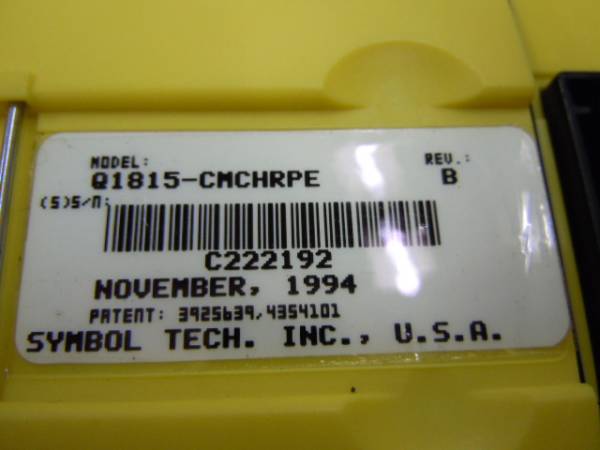 MODEL: REV.:
Q1815-CMCHRPE B
(S)S/N:
C222192
NOVEMBER, 1994
PATENT: 3925639,4354101
SYMBOL TECH. INC., U.S.A.